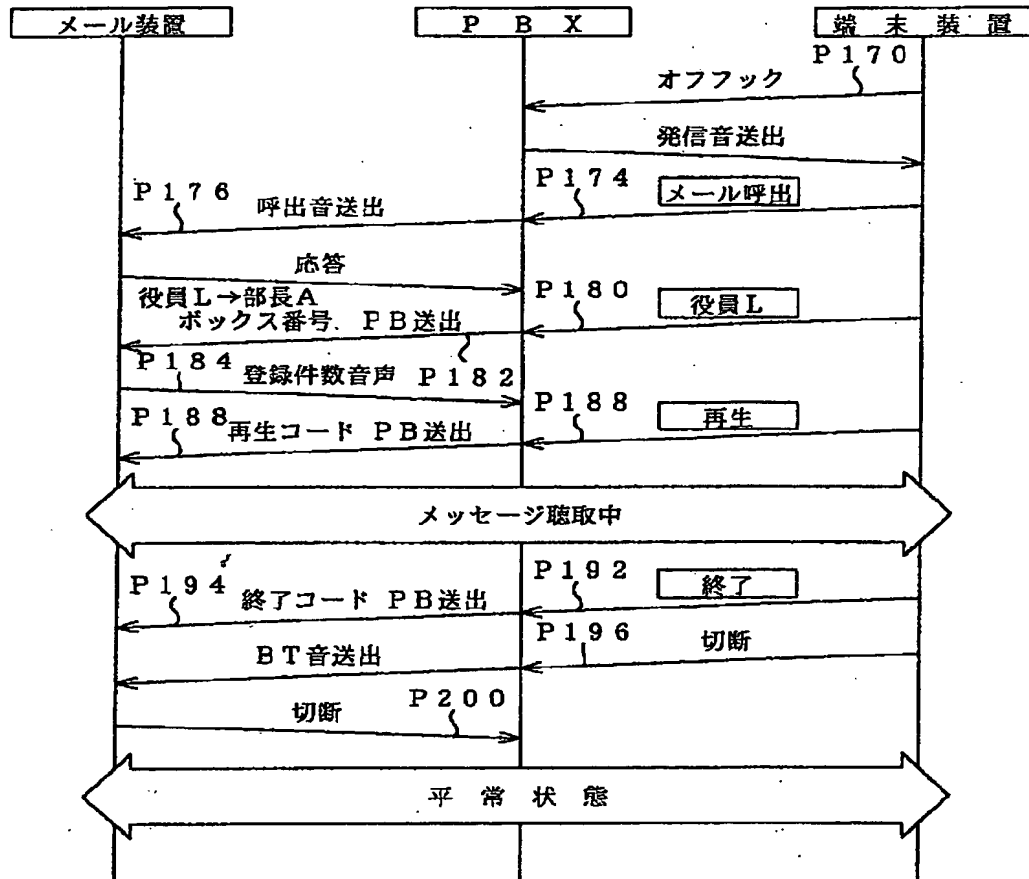 メール装置
P B X
端 末 装 置
P170
オフフック
発信音送出
P176
呼出音送出
P174
メール呼出
応答
役員L→部長A
ボックス番号. PB送出
P180
役員L
P184
登録件数音声
P182
P188
再生コード PB送出
P188
再生
メッセージ聴取中
P194
終了コード PB送出
P192
終了
BT音送出
P196
切断
切断
P200
平 常 状 態